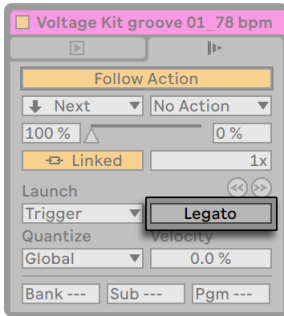 Voltage Kit groove 01_78 bpm
Follow Action
Next No Action
100 % 0 %
Linked 1x
Launch
Trigger Legato
Quantize Velocity
Global 0.0 %
Bank --- Sub --- Pgm ---